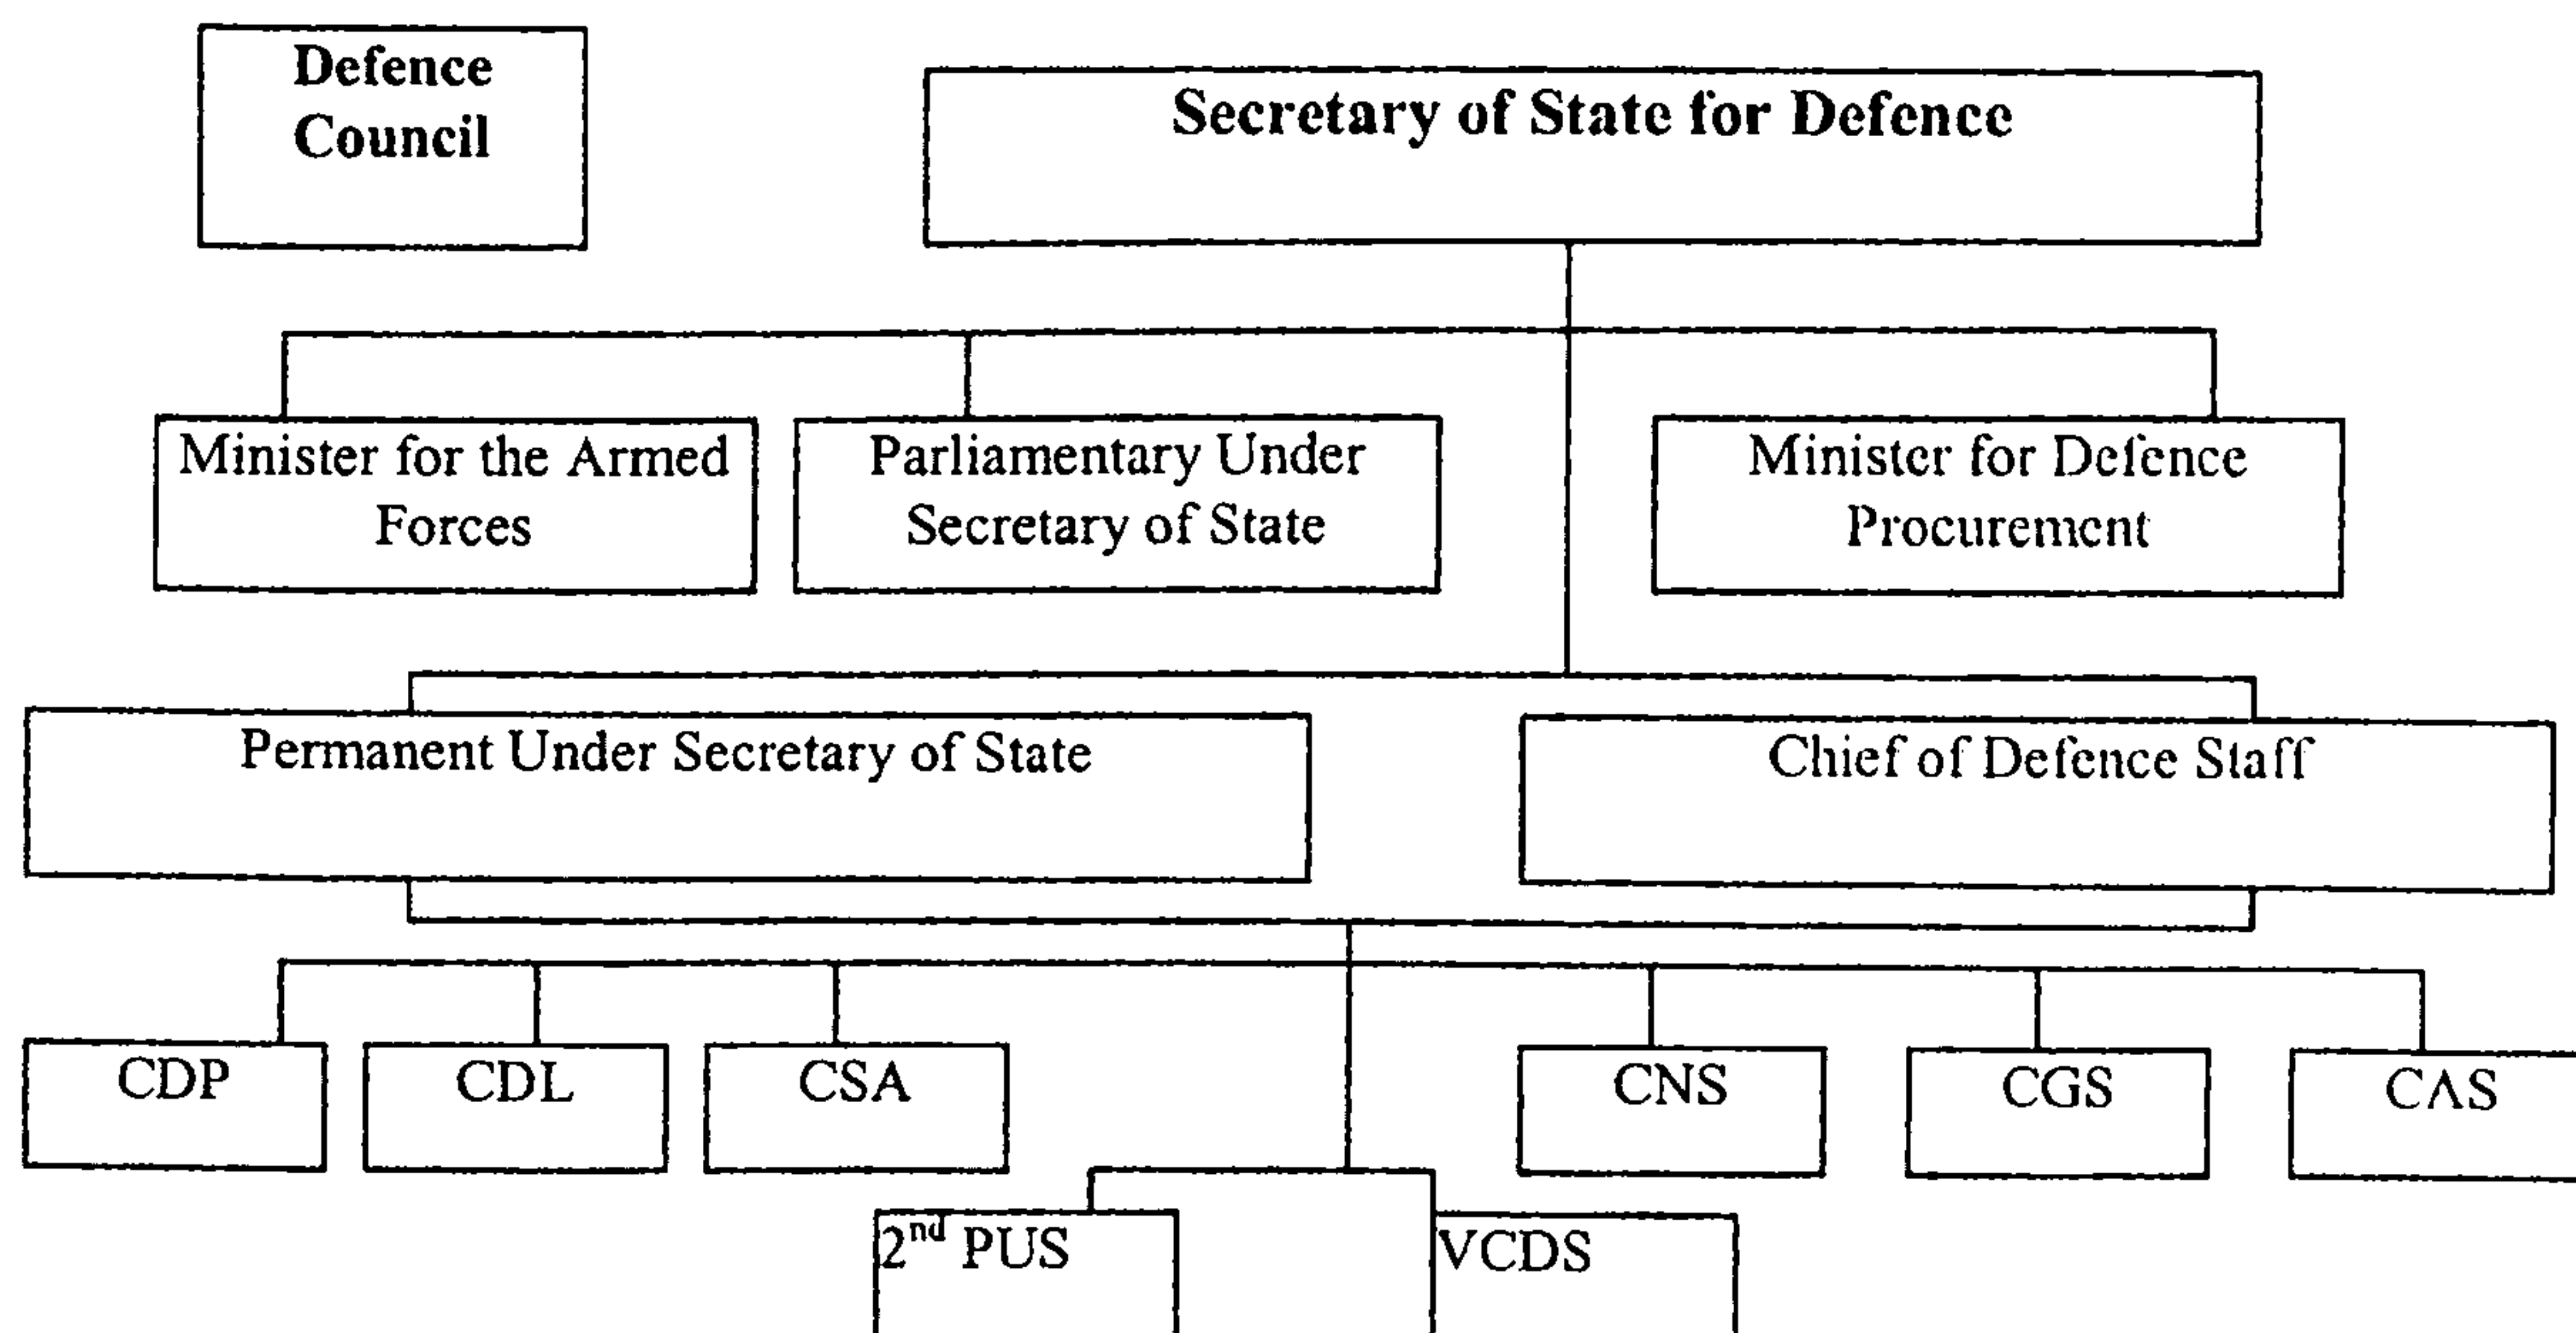 Defence
Council
Secretary of State for Defence
Minister for the Armed
Forces
Parliamentary Under
Secretary of State
Minister for Defence
Procurement
Permanent Under Secretary of State
Chief of Defence Staff
CDP
CDL
CSA
CNS
CGS
CAS
2nd PUS
VCDS